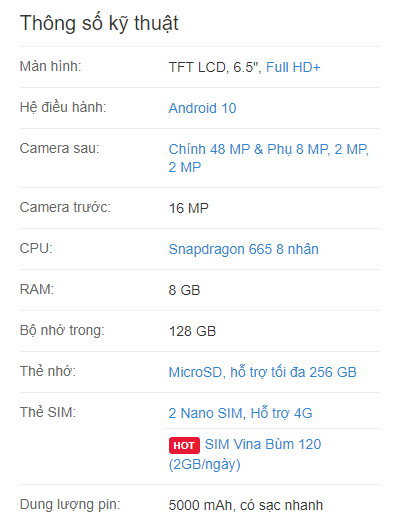 Thông số kỹ thuật
Màn hình: TFT LCD, 6.5", Full HD+
Hệ điều hành: Android 10
Camera sau: Chính 48 MP & Phụ 8 MP, 2 MP,
2 MP
Camera trước: 16 MP
CPU: Snapdragon 665 8 nhân
RAM: 8 GB
Bộ nhớ trong: 128 GB
Thẻ nhớ: MicroSD, hỗ trợ tối đa 256 GB
Thẻ SIM: 2 Nano SIM, Hỗ trợ 4G
HOT SIM Vina Bùm 120
(2GB/ngày)
Dung lượng pin: 5000 mAh, có sạc nhanh